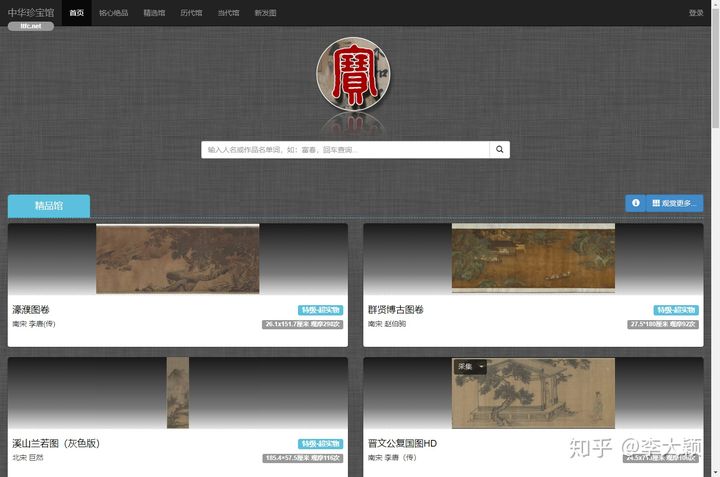 中华珍宝馆 首页 铭心绝品 精选馆 历代馆 当代馆 新发图 登录
ltfc.net
寶
输入人名或作品名单词，如：富春，回车查询...
精品馆
观赏更多...
濠濮图卷 特级-超实物
南宋 李唐(传) 26.1x151.7厘米 观摩298次
群贤博古图卷 特级-超实物
南宋 赵伯驹 27.5*180厘米 观摩92次
采集
溪山兰若图（灰色版） 特级-超实物
北宋 巨然 185.4×57.5厘米 观摩116次
晋文公复国图HD
南宋 李唐（传）
知乎 @李大颖